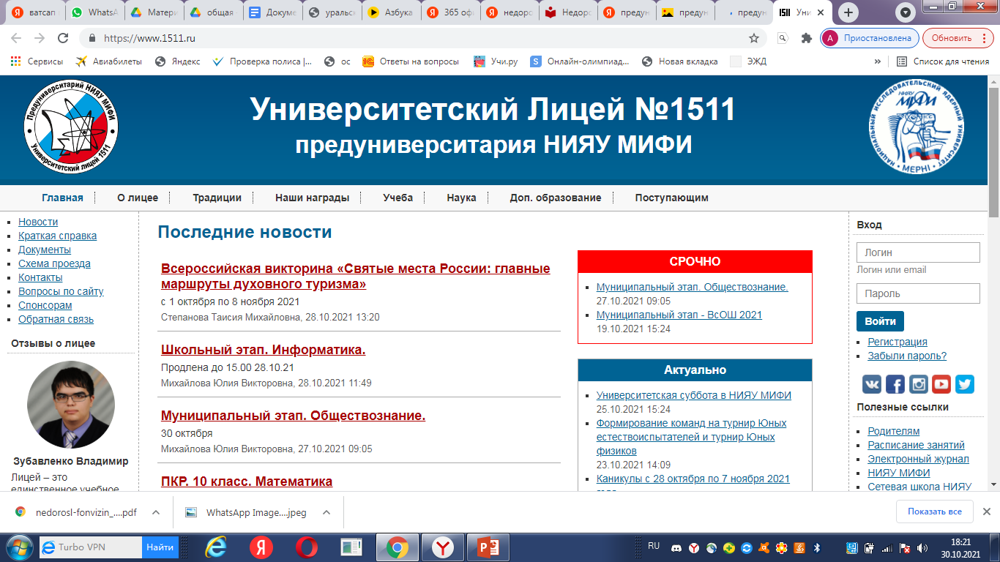 ватсап
WhatsA
Матери
общая
Докуме
уральск
Азбука
365 оф
недоро
Недоро
предун
предун
предун
Уни
https://www.1511.ru
А Приостановлена
Обновить
Сервисы
Авиабилеты
Яндекс
Проверка полиса |...
ос
Ответы на вопросы
Учи.ру
Онлайн-олимпиад...
Новая вкладка
ЭЖД
»
Список для чтения
Предуниверситарий НИЯУ МИФИ
Университетский лицей 1511
Университетский Лицей №1511
предуниверситария НИЯУ МИФИ
НАЦИОНАЛЬНЫЙ ИССЛЕДОВАТЕЛЬСКИЙ ЯДЕРНЫЙ УНИВЕРСИТЕТ
НИЯУ
МИФИ
MEPHI
Главная
О лицее
Традиции
Наши награды
Учеба
Наука
Доп. образование
Поступающим
Новости
Краткая справка
Документы
Схема проезда
Контакты
Вопросы по сайту
Спонсорам
Обратная связь
Отзывы о лицее
Зубавленко Владимир
Лицей – это
единственное учебное
Последние новости
Всероссийская викторина «Святые места России: главные
маршруты духовного туризма»
с 1 октября по 8 ноября 2021
Степанова Таисия Михайловна, 28.10.2021 13:20
Школьный этап. Информатика.
Продлена до 15.00 28.10.21
Михайлова Юлия Викторовна, 28.10.2021 11:49
Муниципальный этап. Обществознание.
30 октября
Михайлова Юлия Викторовна, 27.10.2021 09:05
ПКР. 10 класс. Математика
СРОЧНО
Муниципальный этап. Обществознание.
27.10.2021 09:05
Муниципальный этап - ВсОШ 2021
19.10.2021 15:24
Актуально
Университетская суббота в НИЯУ МИФИ
25.10.2021 15:24
Формирование команд на турнир Юных
естествоиспытателей и турнир Юных
физиков
23.10.2021 14:09
Каникулы с 28 октября по 7 ноября 2021
года
Вход
Логин
Логин или email
Пароль
Войти
Регистрация
Забыли пароль?
Полезные ссылки
Родителям
Расписание занятий
Электронный журнал
НИЯУ МИФИ
Сетевая школа НИЯУ
nedorosl-fonvizin_....pdf
WhatsApp Image....jpeg
Показать все
Turbo VPN
Найти
RU
18:21
30.10.2021